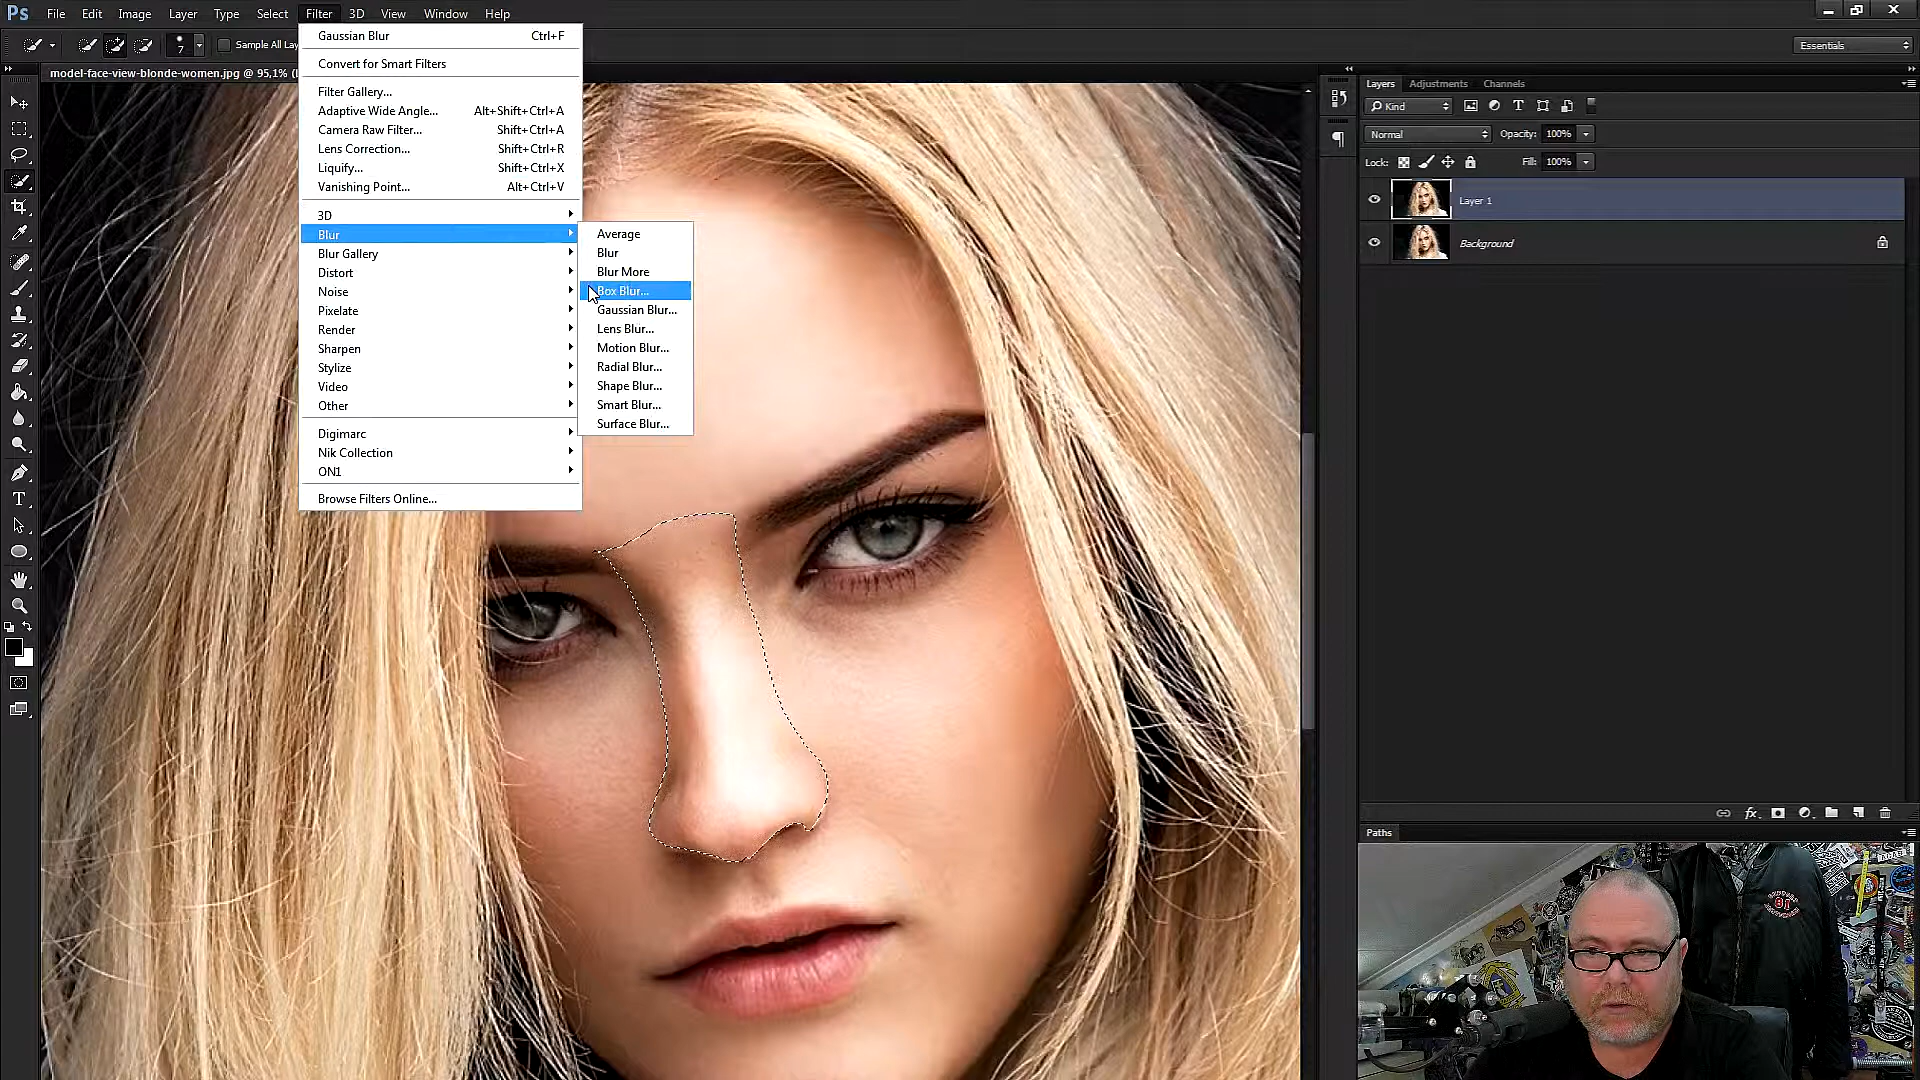 Ps File Edit Image Layer Type Select Filter 3D View Window Help
7 Sample All Lay
Essentials
model-face-view-blonde-women.jpg @ 95,1% (L
Gaussian Blur Ctrl+F
Convert for Smart Filters
Filter Gallery...
Adaptive Wide Angle... Alt+Shift+Ctrl+A
Camera Raw Filter... Shift+Ctrl+A
Lens Correction... Shift+Ctrl+R
Liquify... Shift+Ctrl+X
Vanishing Point... Alt+Ctrl+V
3D
Blur
Blur Gallery
Distort
Noise
Pixelate
Render
Sharpen
Stylize
Video
Other
Digimarc
Nik Collection
ON1
Browse Filters Online...
Average
Blur
Blur More
Box Blur...
Gaussian Blur...
Lens Blur...
Motion Blur...
Radial Blur...
Shape Blur...
Smart Blur...
Surface Blur...
Layers Adjustments Channels
Kind
Normal Opacity: 100%
Lock: Fill: 100%
Layer 1
Background
fx
Paths
81